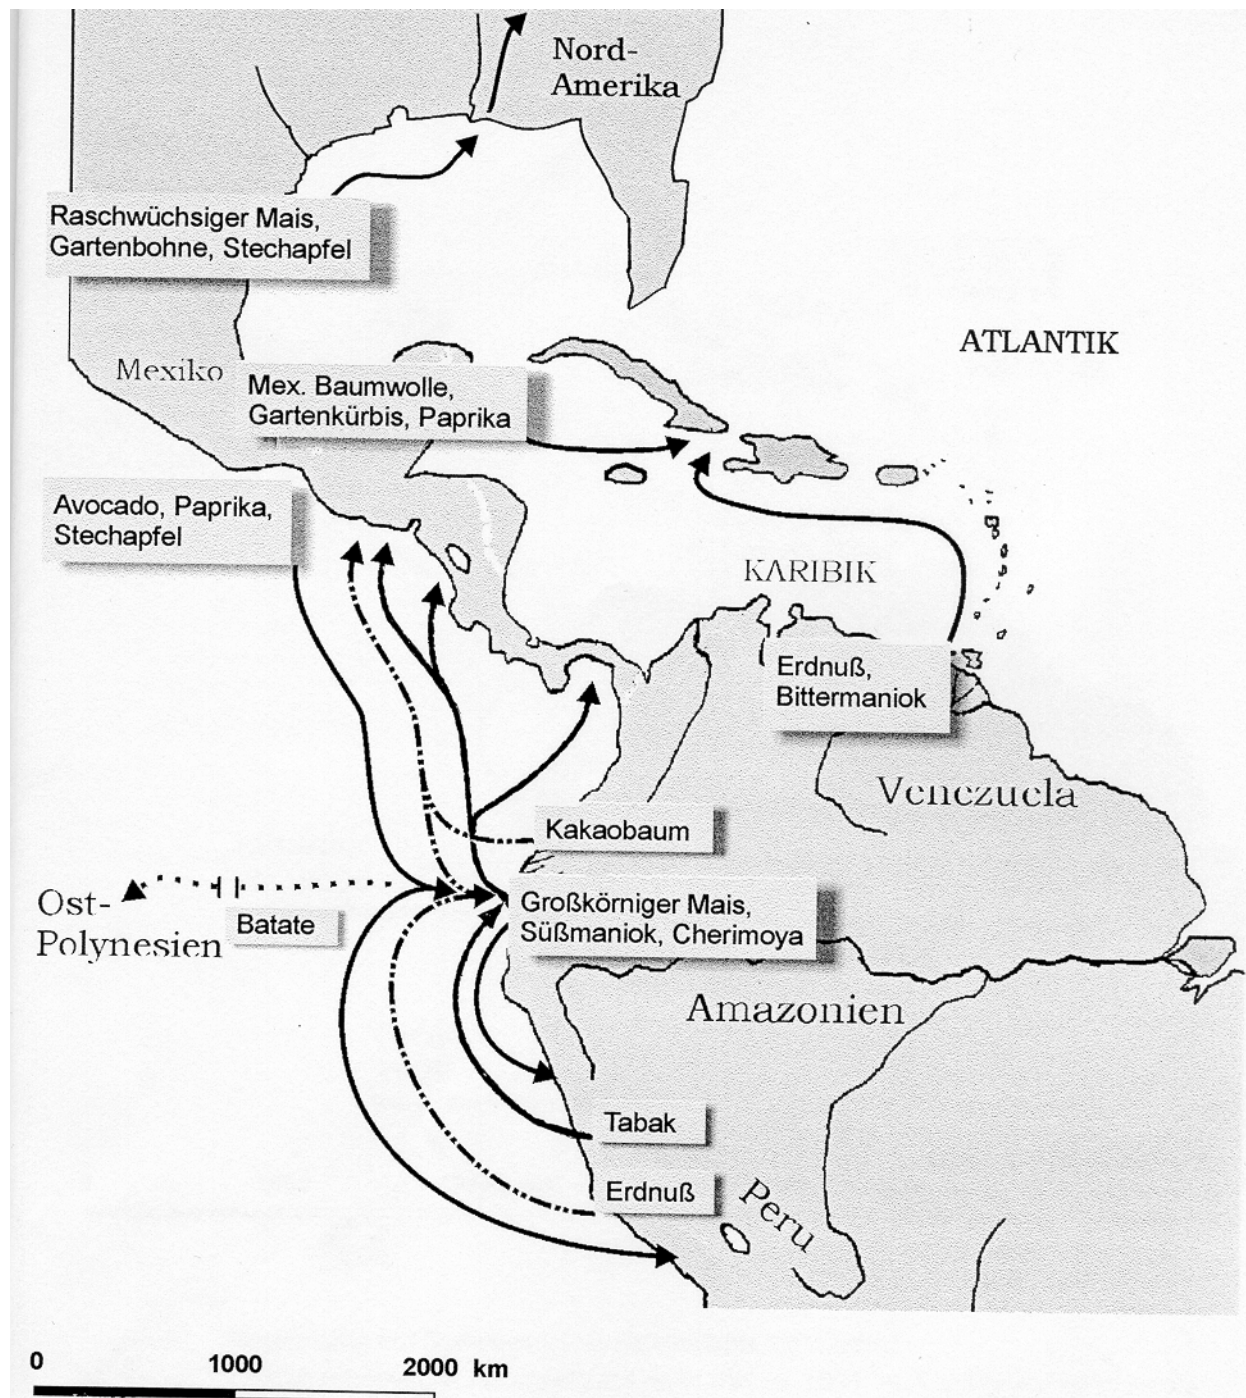 Nord-
Amerika
Raschwüchsiger Mais,
Gartenbohne, Stechapfel
ATLANTIK
Mexiko
Mex. Baumwolle,
Gartenkürbis, Paprika
Avocado, Paprika,
Stechapfel
KARIBIK
Erdnuß,
Bittermaniok
Venezuela
Kakaobaum
Ost-
Polynesien
Batate
Großkörniger Mais,
Süßmaniok, Cherimoya
Amazonien
Tabak
Erdnuß
Peru
0 1000 2000 km